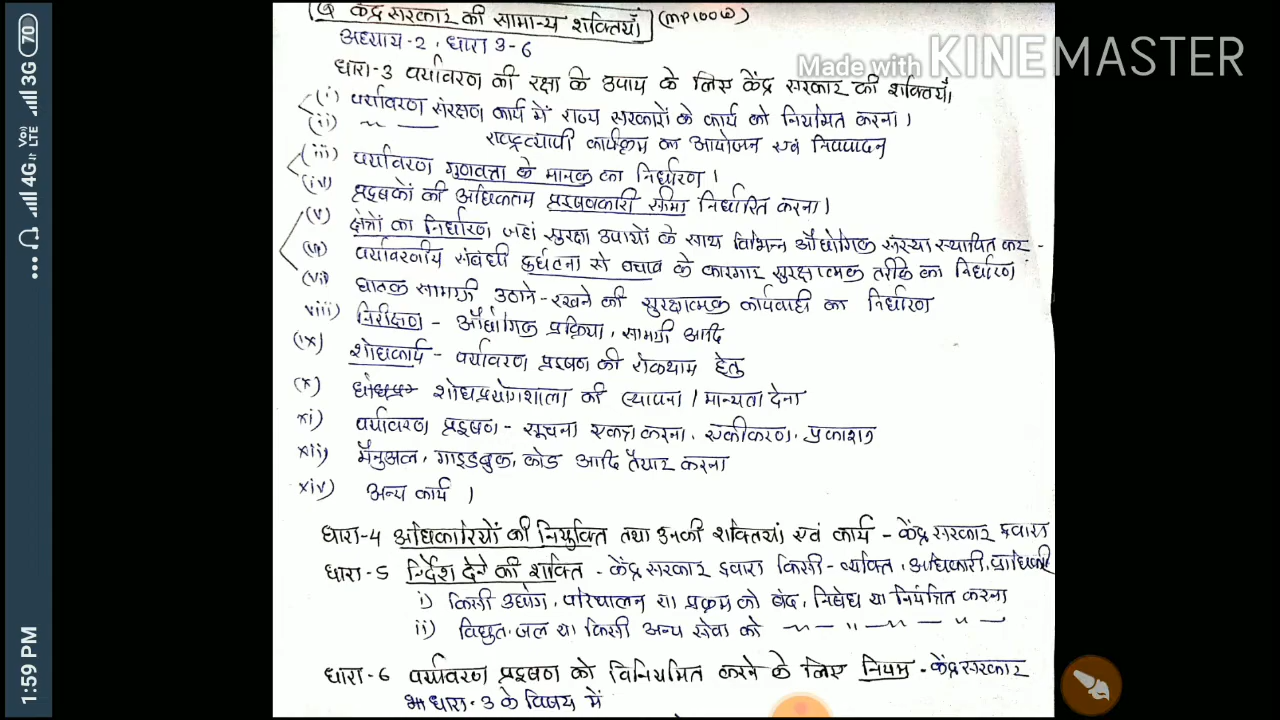 Q केंद्र सरकार की सामान्य शक्तियाँ। (MP100W)
अध्याय-2, धारा 3-6
Made with KINEMASTER
धारा-3 पर्यावरण की रक्षा के उपाय के लिए केंद्र सरकार की शक्तियाँ,
(i) पर्यावरण संरक्षण कार्य में राज्य सरकारों के कार्य को नियमित करना।
(ii) — " — राष्ट्रव्यापी कार्यक्रम का आयोजन एवं निष्पादन
(iii) पर्यावरण गुणवत्ता के मानक का निर्धारण।
(iv) प्रदूषकों की अधिकतम प्रदूषणकारी सीमा निर्धारित करना।
(v) क्षेत्रों का निर्धारण जहां सुरक्षा उपायों के साथ विभिन्न औद्योगिक संस्था स्थापित कर -
(vi) पर्यावरणीय संबंधी दुर्घटना से बचाव के कारगार सुरक्षात्मक तरीके का निर्धारण
(vii) घातक सामग्री उठाने-रखने की सुरक्षात्मक कार्यवाही का निर्धारण
viii) निरीक्षण - औद्योगिक प्रक्रिया, सामग्री आदि
(ix) शोधकार्य - पर्यावरण प्रदूषण की रोकथाम हेतु
(x) शोधप्रयोगशाला की स्थापना / मान्यता देना
xi) पर्यावरण प्रदूषण - सूचना एकत्र करना, एकीकरण, प्रकाशन
xii) मैनुअल, गाइडबुक, कोड आदि तैयार करना
xiv) अन्य कार्य।
धारा-4 अधिकारियों की नियुक्ति तथा उनकी शक्तियां एवं कार्य - केंद्र सरकार द्वारा
धारा-5 निर्देश देने की शक्ति - केंद्र सरकार द्वारा किसी - व्यक्ति, अधिकारी, प्राधिकारी
i) किसी उद्योग, परिचालन या प्रक्रम को बंद, निषेध या नियंत्रित करना
ii) विद्युत, जल या किसी अन्य सेवा को — " — " — " — " —
धारा-6 पर्यावरण प्रदूषण को विनियमित करने के लिए नियम - केंद्र सरकार
धारा-3 के विषय में
70
3G
4G
Vo) LTE
1:59 PM